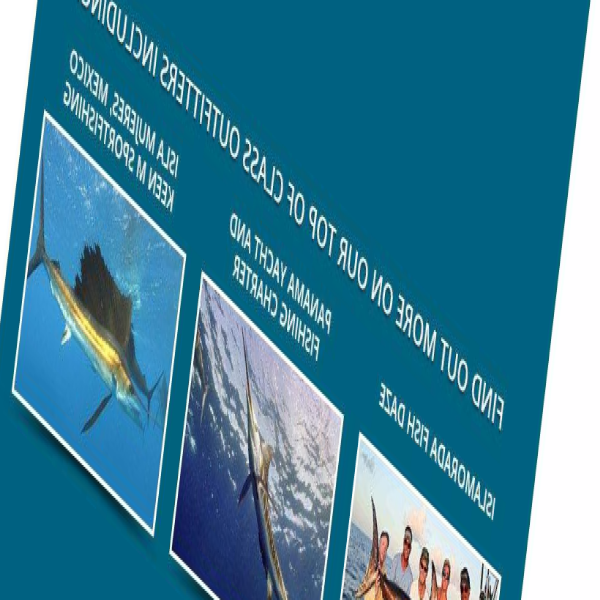 FIND OUT MORE ON OUR TOP OF CLASS OUTFITTERS INCLUDING
ISLAMORADA FISH DAZE
PANAMA YACHT AND
FISHING CHARTER
ISLA MUJERES, MEXICO
KEEN M SPORTFISHING